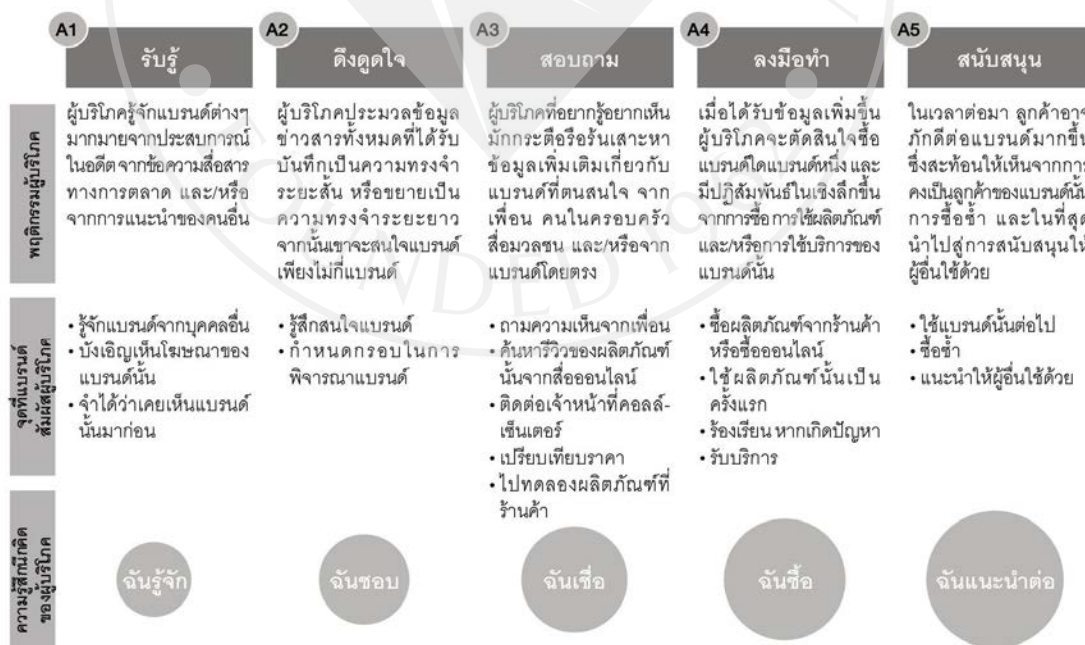 A1
รับรู้
A2
ดึงดูดใจ
A3
สอบถาม
A4
ลงมือทำ
A5
สนับสนุน
พฤติกรรมผู้บริโภค
ผู้บริโภครู้จักแบรนด์ต่างๆ
มากมายจากประสบการณ์
ในอดีต จากข้อความสื่อสาร
ทางการตลาด และ/หรือ
จากการแนะนำของคนอื่น
ผู้บริโภคประมวลข้อมูล
ข่าวสารทั้งหมดที่ได้รับ
บันทึกเป็นความทรงจำ
ระยะสั้น หรือขยายเป็น
ความทรงจำระยะยาว
จากนั้นเขาจะสนใจแบรนด์
เพียงไม่กี่แบรนด์
ผู้บริโภคที่อยากรู้อยากเห็น
มักกระตือรือร้นเสาะหา
ข้อมูลเพิ่มเติมเกี่ยวกับ
แบรนด์ที่ตนสนใจ จาก
เพื่อน คนในครอบครัว
สื่อมวลชน และ/หรือจาก
แบรนด์โดยตรง
เมื่อได้รับข้อมูลเพิ่มขึ้น
ผู้บริโภคจะตัดสินใจซื้อ
แบรนด์ใดแบรนด์หนึ่ง และ
มีปฏิสัมพันธ์ในเชิงลึกขึ้น
จากการซื้อ การใช้ผลิตภัณฑ์
และ/หรือการใช้บริการของ
แบรนด์นั้น
ในเวลาต่อมา ลูกค้าอาจ
ภักดีต่อแบรนด์มากขึ้น
ซึ่งสะท้อนให้เห็นจากการ
คงเป็นลูกค้าของแบรนด์นั้น
การซื้อซ้ำ และในที่สุด
นำไปสู่การสนับสนุนให้
ผู้อื่นใช้ด้วย
จุดที่แบรนด์
สัมผัสผู้บริโภค
• รู้จักแบรนด์จากบุคคลอื่น
• บังเอิญเห็นโฆษณาของ
แบรนด์นั้น
• จำได้ว่าเคยเห็นแบรนด์
นั้นมาก่อน
• รู้สึกสนใจแบรนด์
• กำหนดกรอบในการ
พิจารณาแบรนด์
• ถามความเห็นจากเพื่อน
• ค้นหารีวิวของผลิตภัณฑ์
นั้นจากสื่อออนไลน์
• ติดต่อเจ้าหน้าที่คอลล์-
เซ็นเตอร์
• เปรียบเทียบราคา
• ไปทดลองผลิตภัณฑ์ที่
ร้านค้า
• ซื้อผลิตภัณฑ์จากร้านค้า
หรือซื้อออนไลน์
• ใช้ผลิตภัณฑ์นั้นเป็น
ครั้งแรก
• ร้องเรียน หากเกิดปัญหา
• รับบริการ
• ใช้แบรนด์นั้นต่อไป
• ซื้อซ้ำ
• แนะนำให้ผู้อื่นใช้ด้วย
ความรู้สึกนึกคิด
ของผู้บริโภค
ฉันรู้จัก
ฉันชอบ
ฉันเชื่อ
ฉันซื้อ
ฉันแนะนำต่อ